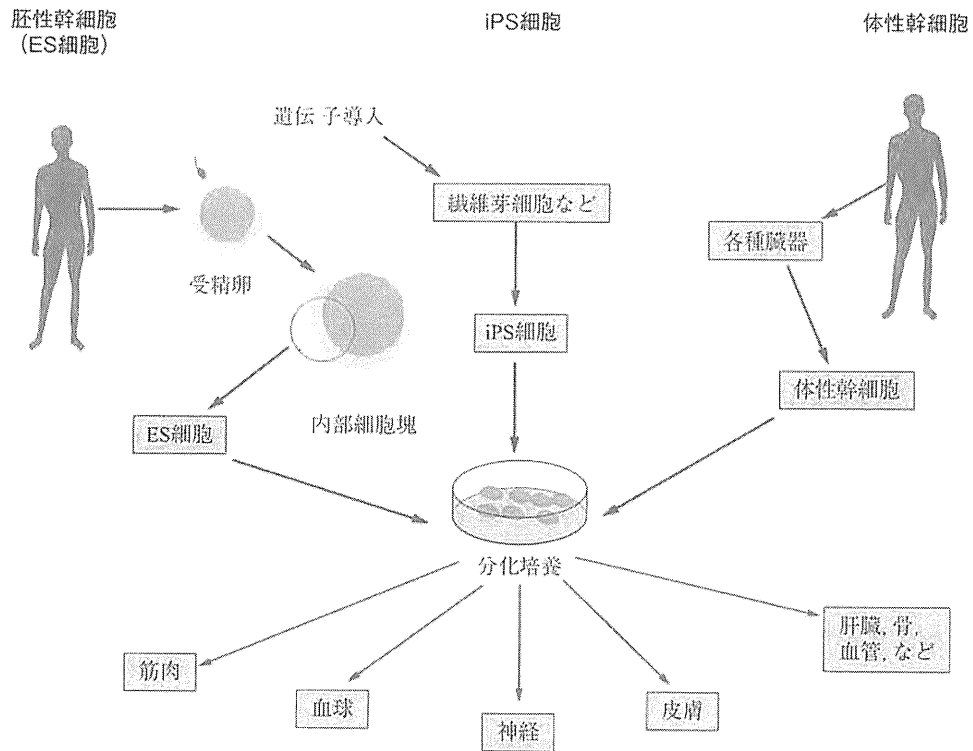 胚性幹細胞
（ES細胞）
iPS細胞
体性幹細胞
遺伝 子導入
繊維芽細胞など
各種臓器
受精卵
iPS細胞
体性幹細胞
内部細胞塊
ES細胞
分化培養
筋肉
血球
神経
皮膚
肝臓, 骨,
血管, など